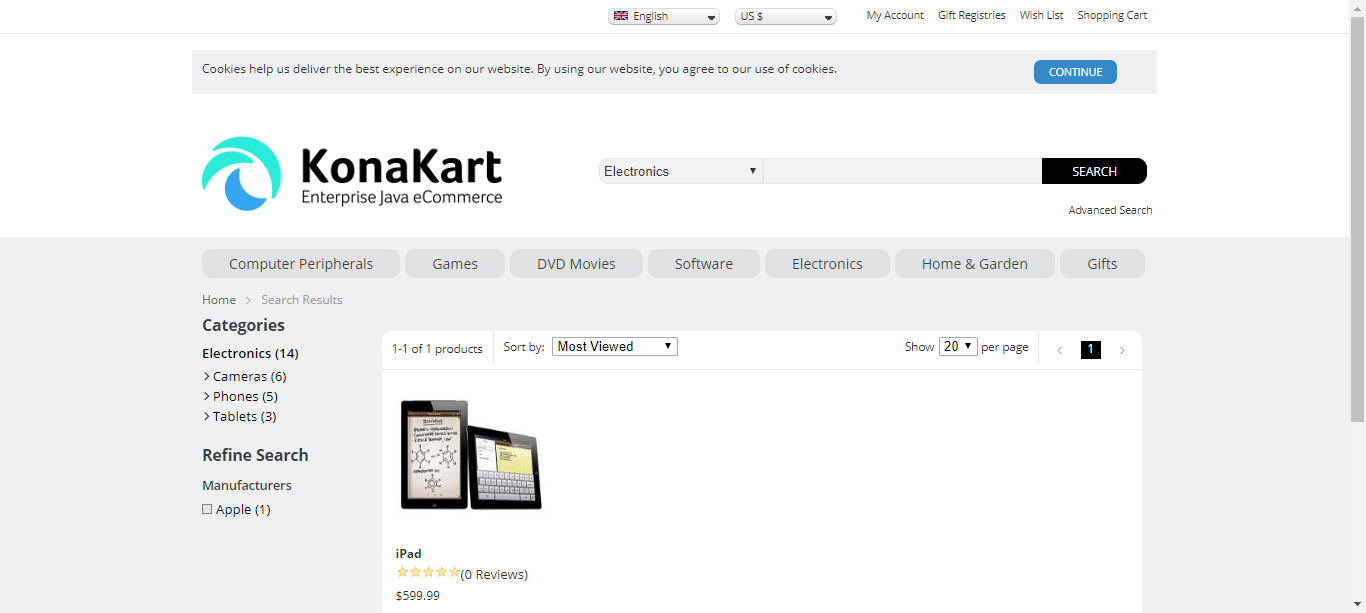 English
US $
My Account
Gift Registries
Wish List
Shopping Cart
Cookies help us deliver the best experience on our website. By using our website, you agree to our use of cookies.
CONTINUE
KonaKart
Enterprise Java eCommerce
Electronics
SEARCH
Advanced Search
Computer Peripherals
Games
DVD Movies
Software
Electronics
Home & Garden
Gifts
Home > Search Results
Categories
Electronics (14)
Cameras (6)
Phones (5)
Tablets (3)
Refine Search
Manufacturers
Apple (1)
1-1 of 1 products
Sort by: Most Viewed
Show 20 per page
< 1 >
iPad
(0 Reviews)
$599.99